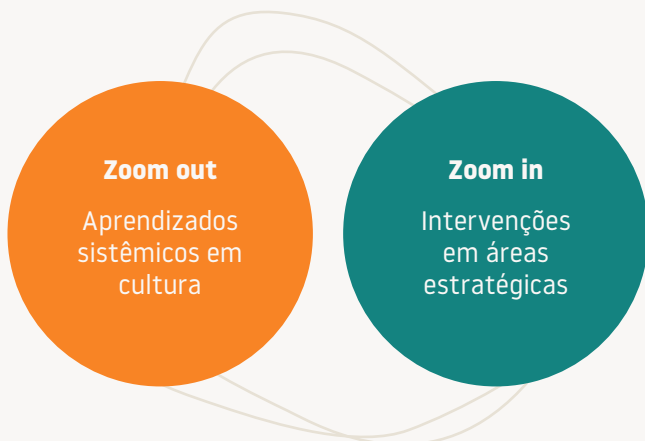 Zoom out
Aprendizados
sistêmicos em
cultura
Zoom in
Intervenções
em áreas
estratégicas